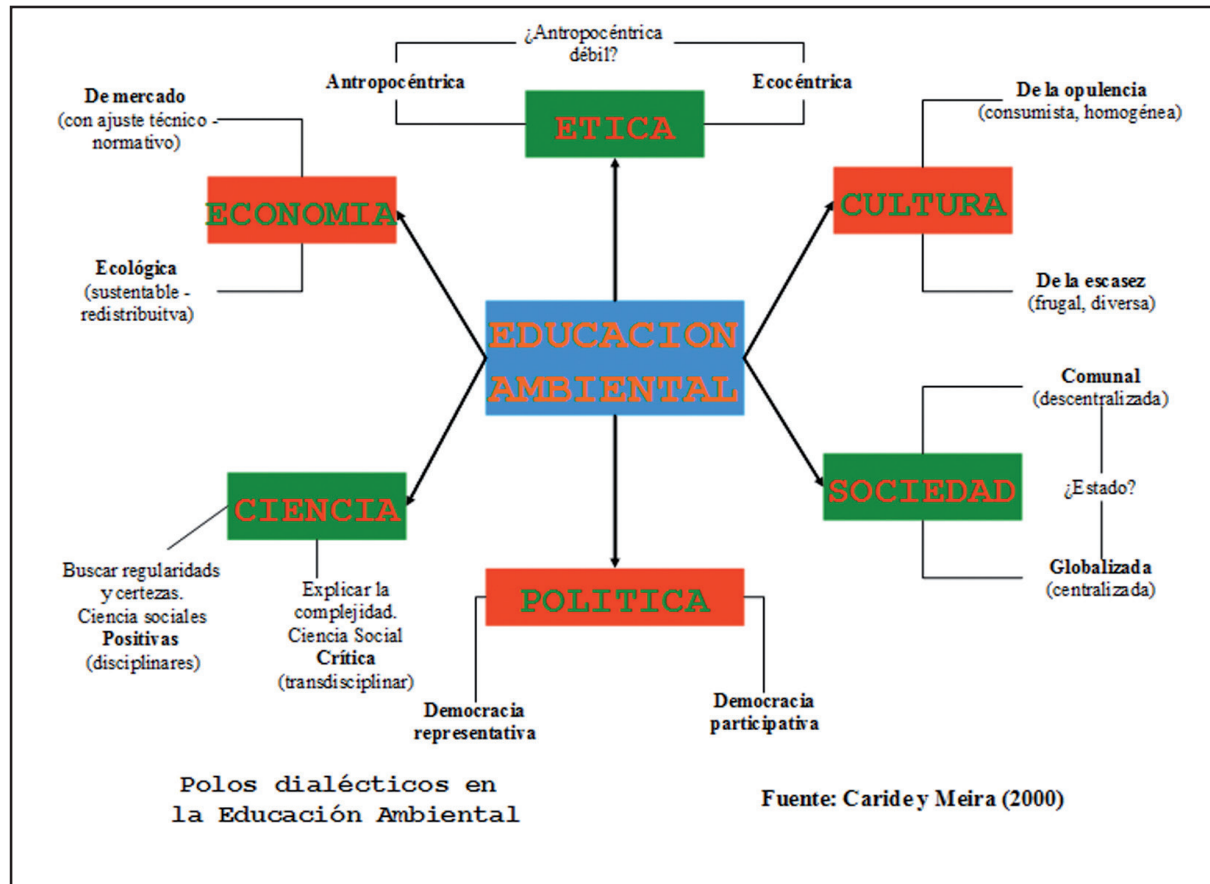 ¿Antropocéntrica
débil?
Antropocéntrica
Ecocéntrica
ETICA
De mercado
(con ajuste técnico -
normativo)
ECONOMIA
Ecológica
(sustentable -
redistribuitva)
De la opulencia
(consumista, homogénea)
CULTURA
De la escasez
(frugal, diversa)
EDUCACION
AMBIENTAL
Comunal
(descentralizada)
SOCIEDAD
¿Estado?
Globalizada
(centralizada)
CIENCIA
Buscar regularidads
y certezas.
Ciencia sociales
Positivas
(disciplinares)
Explicar la
complejidad.
Ciencia Social
Crítica
(transdisciplinar)
POLITICA
Democracia
representativa
Democracia
participativa
Polos dialécticos en
la Educación Ambiental
Fuente: Caride y Meira (2000)